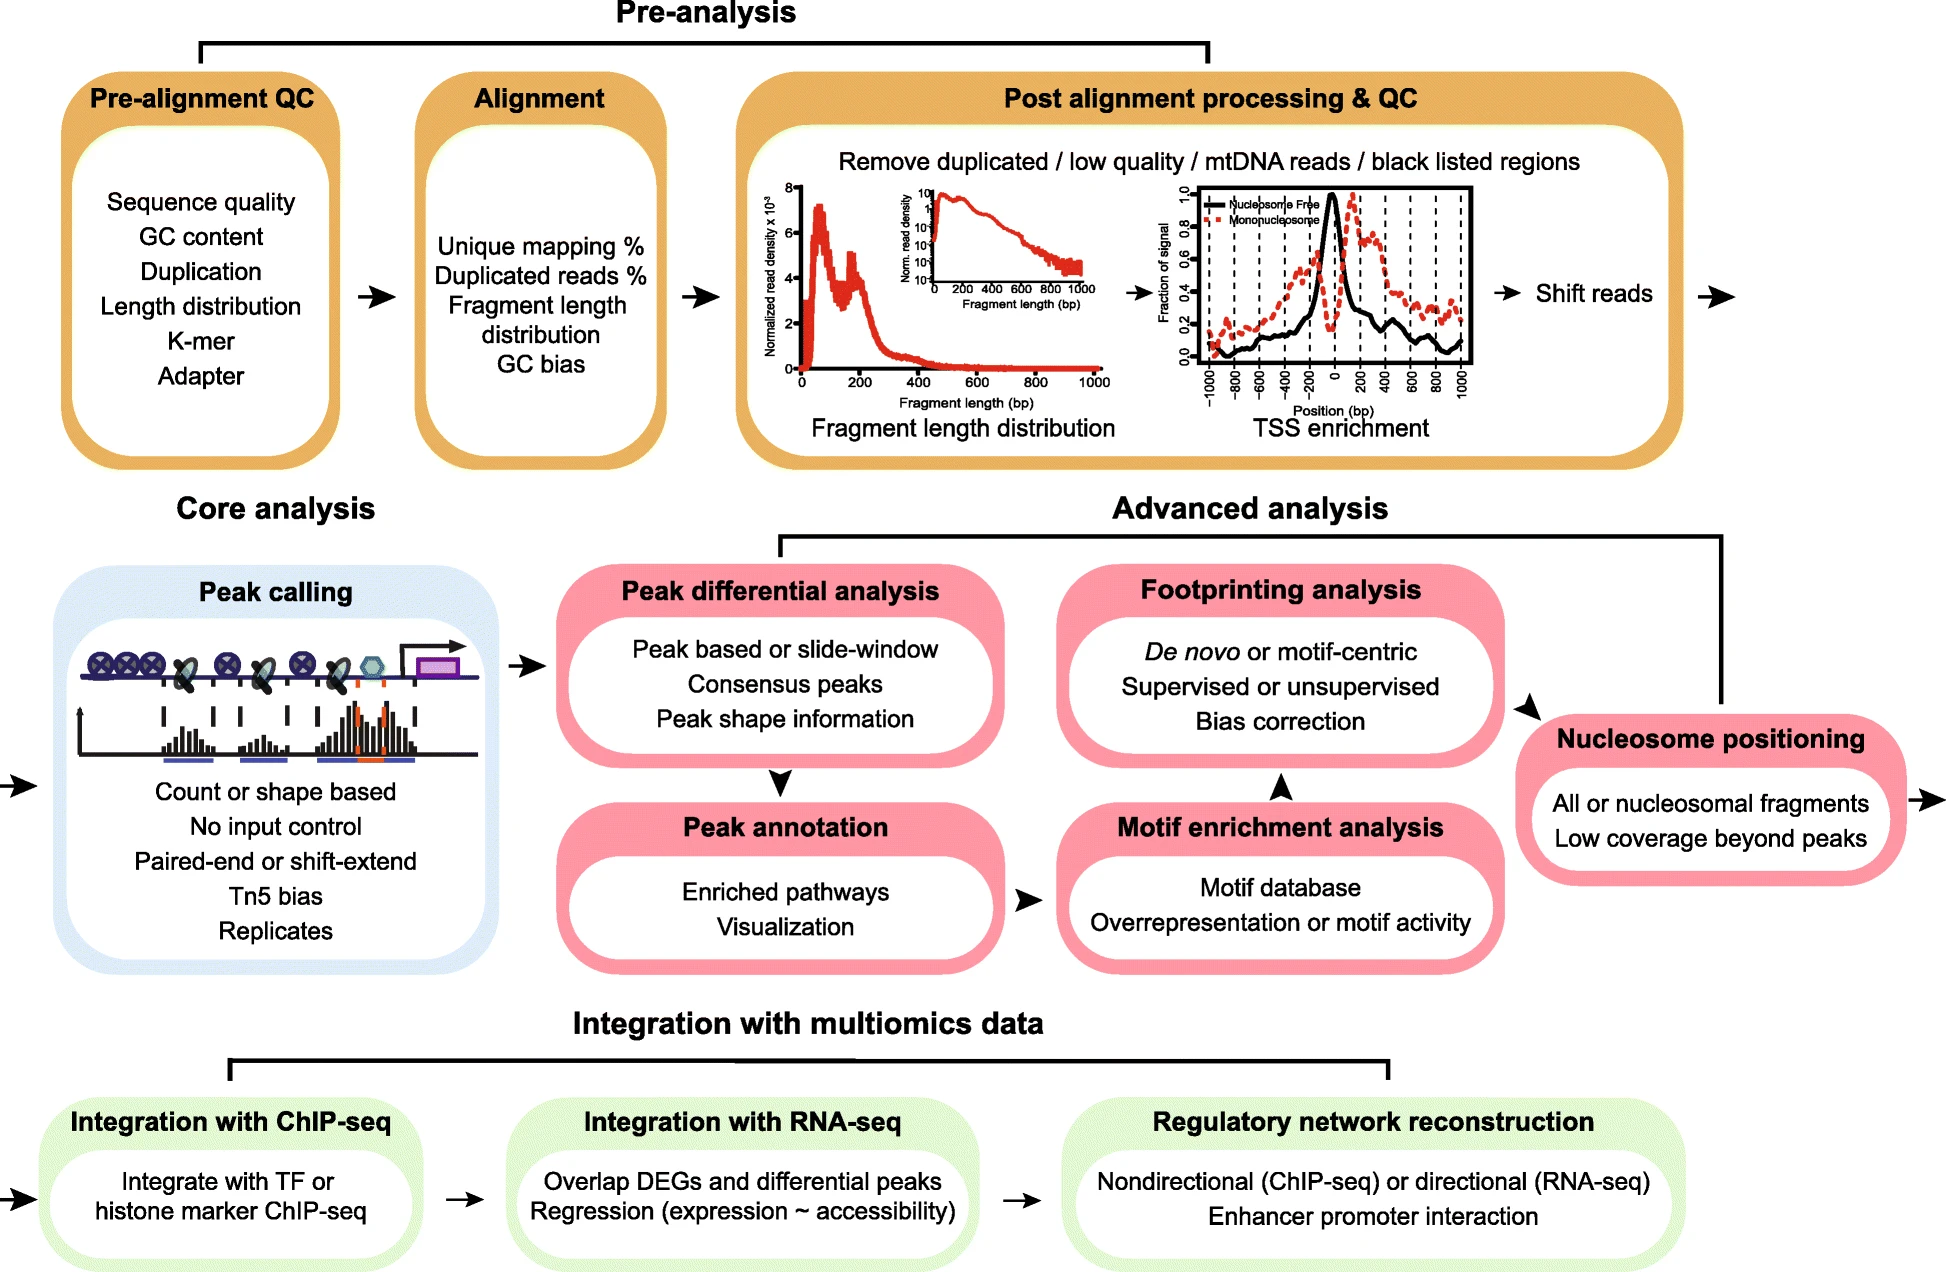 Pre-analysis
Pre-alignment QC
Sequence quality
GC content
Duplication
Length distribution
K-mer
Adapter
Alignment
Unique mapping %
Duplicated reads %
Fragment length
distribution
GC bias
Post alignment processing & QC
Remove duplicated / low quality / mtDNA reads / black listed regions
Normalized read density x 10⁻³
8
6
4
2
0
0 200 400 600 800 1000
Fragment length (bp)
Norm. read density
0 200 400 600 800 1000
Fragment length (bp)
Fragment length distribution
Fraction of signal
1.0
0.8
0.6
0.4
0.2
0.0
Nucleosome Free
Mononucleosome
-1000 -800 -600 -400 -200 0 200 400 600 800 1000
Position (bp)
TSS enrichment
Shift reads
Core analysis
Peak calling
Count or shape based
No input control
Paired-end or shift-extend
Tn5 bias
Replicates
Advanced analysis
Peak differential analysis
Peak based or slide-window
Consensus peaks
Peak shape information
Peak annotation
Enriched pathways
Visualization
Motif enrichment analysis
Motif database
Overrepresentation or motif activity
Footprinting analysis
De novo or motif-centric
Supervised or unsupervised
Bias correction
Nucleosome positioning
All or nucleosomal fragments
Low coverage beyond peaks
Integration with multiomics data
Integration with ChIP-seq
Integrate with TF or
histone marker ChIP-seq
Integration with RNA-seq
Overlap DEGs and differential peaks
Regression (expression ~ accessibility)
Regulatory network reconstruction
Nondirectional (ChIP-seq) or directional (RNA-seq)
Enhancer promoter interaction